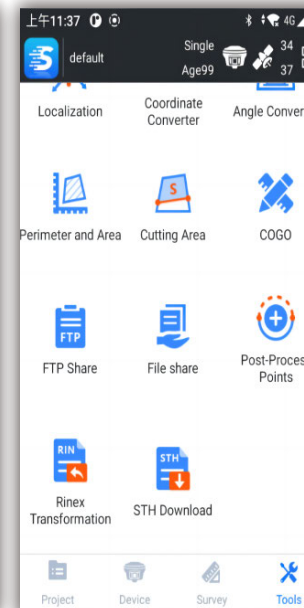 上午11:37 4G
default Single 34
Age99 37
Localization Coordinate Converter Angle Conver
Perimeter and Area Cutting Area COGO
S
FTP
FTP Share File share Post-Proces Points
RIN STH
Rinex Transformation STH Download
Project Device Survey Tools